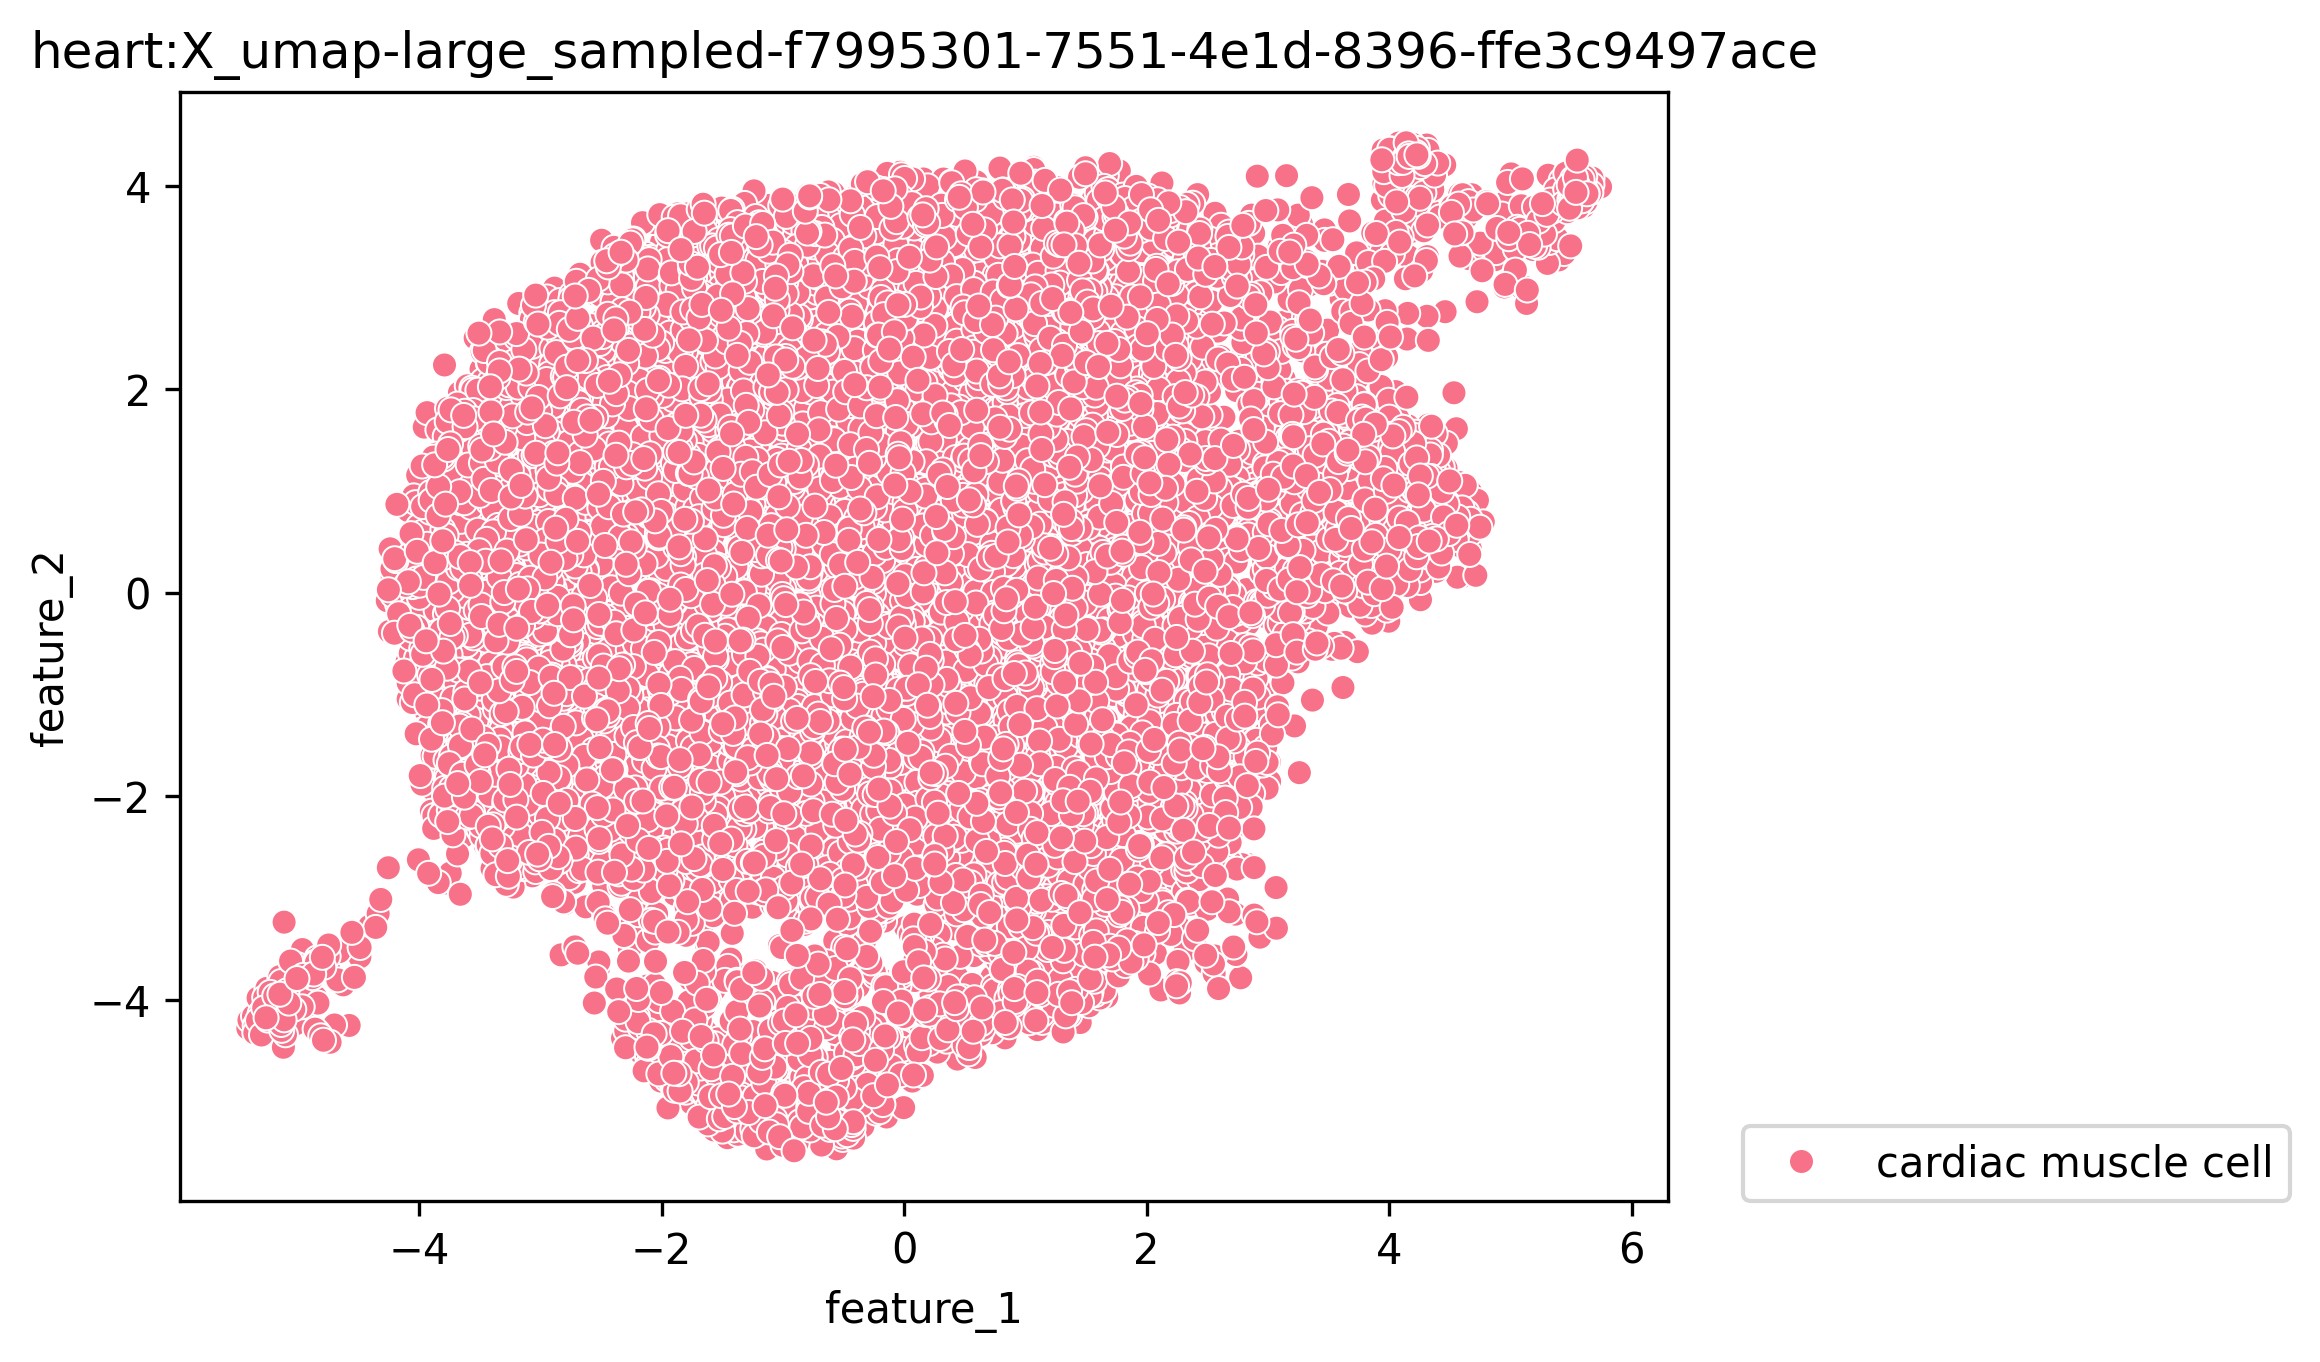 heart:X_umap-large_sampled-f7995301-7551-4e1d-8396-ffe3c9497ace
4
2
0
−2
−4
feature_2
−4
−2
0
2
4
6
feature_1
cardiac muscle cell